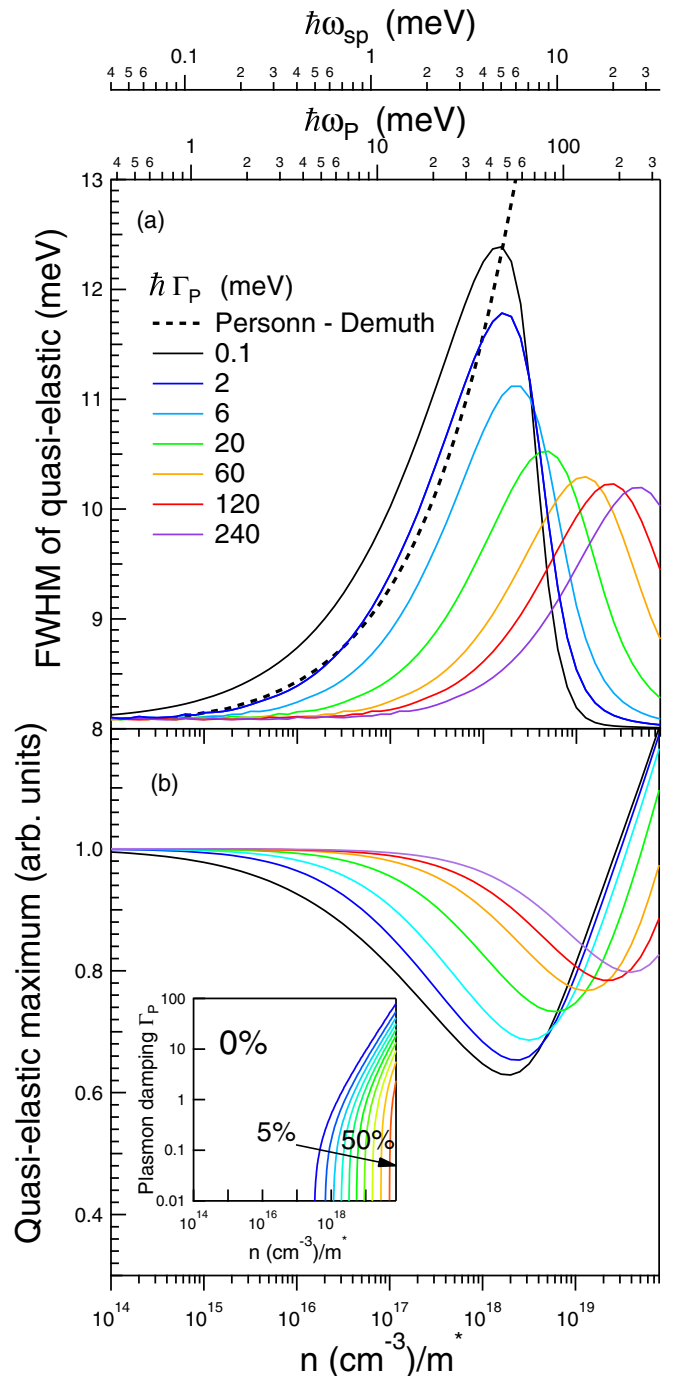 ħω_sp (meV)
0.1 1 10
4 5 6 2 3 4 5 6 2 3 4 5 6 2 3
ħω_P (meV)
1 10 100
4 5 6 2 3 4 5 6 2 3 4 5 6 2 3
13
12
11
10
9
8
FWHM of quasi-elastic (meV)
(a)
ħ Γ_P (meV)
Personn - Demuth
0.1
2
6
20
60
120
240
Quasi-elastic maximum (arb. units)
(b)
1.0
0.8
0.6
0.4
Plasmon damping Γ_P
100
10
1
0.1
0.01
0%
5%
50%
10^14 10^16 10^18
n (cm^-3)/m^*
10^14 10^15 10^16 10^17 10^18 10^19
n (cm^-3)/m^*